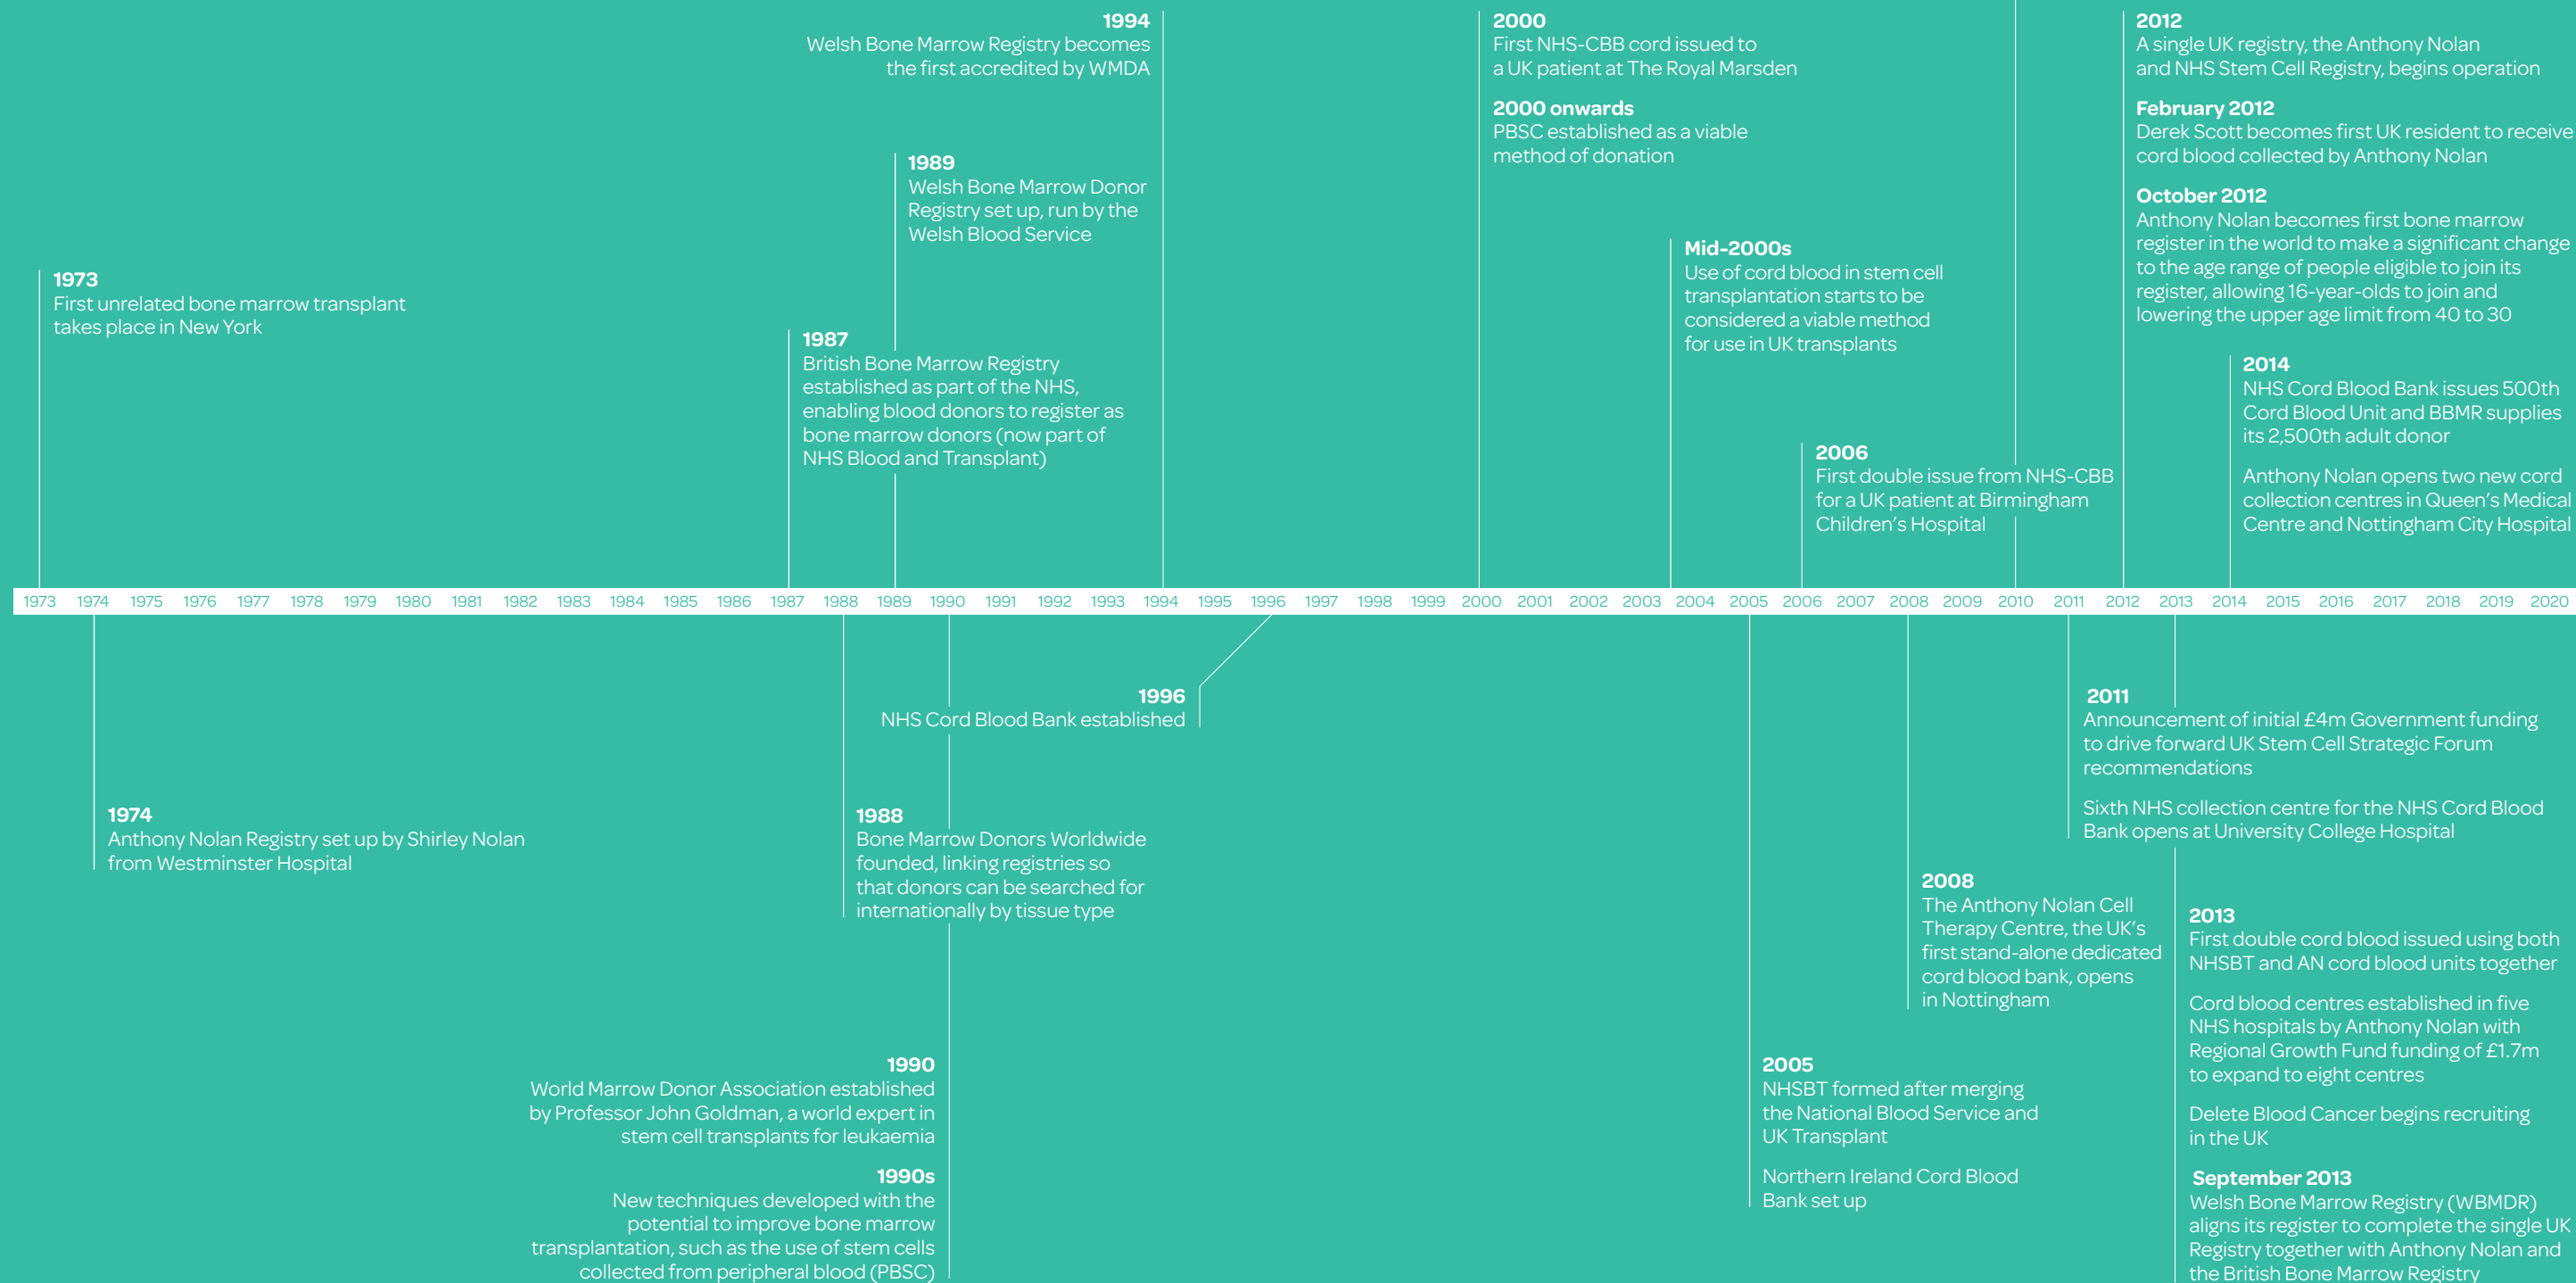 1994
Welsh Bone Marrow Registry becomes
the first accredited by WMDA
2000
First NHS-CBB cord issued to
a UK patient at The Royal Marsden
2000 onwards
PBSC established as a viable
method of donation
2012
A single UK registry, the Anthony Nolan
and NHS Stem Cell Registry, begins operation
February 2012
Derek Scott becomes first UK resident to receive
cord blood collected by Anthony Nolan
October 2012
Anthony Nolan becomes first bone marrow
register in the world to make a significant change
to the age range of people eligible to join its
register, allowing 16-year-olds to join and
lowering the upper age limit from 40 to 30
1989
Welsh Bone Marrow Donor
Registry set up, run by the
Welsh Blood Service
Mid-2000s
Use of cord blood in stem cell
transplantation starts to be
considered a viable method
for use in UK transplants
1973
First unrelated bone marrow transplant
takes place in New York
1987
British Bone Marrow Registry
established as part of the NHS,
enabling blood donors to register as
bone marrow donors (now part of
NHS Blood and Transplant)
2014
NHS Cord Blood Bank issues 500th
Cord Blood Unit and BBMR supplies
its 2,500th adult donor
Anthony Nolan opens two new cord
collection centres in Queen's Medical
Centre and Nottingham City Hospital
2006
First double issue from NHS-CBB
for a UK patient at Birmingham
Children's Hospital
1973 1974 1975 1976 1977 1978 1979 1980 1981 1982 1983 1984 1985 1986 1987 1988 1989 1990 1991 1992 1993 1994 1995 1996 1997 1998 1999 2000 2001 2002 2003 2004 2005 2006 2007 2008 2009 2010 2011 2012 2013 2014 2015 2016 2017 2018 2019 2020
1996
NHS Cord Blood Bank established
2011
Announcement of initial £4m Government funding
to drive forward UK Stem Cell Strategic Forum
recommendations
Sixth NHS collection centre for the NHS Cord Blood
Bank opens at University College Hospital
1974
Anthony Nolan Registry set up by Shirley Nolan
from Westminster Hospital
1988
Bone Marrow Donors Worldwide
founded, linking registries so
that donors can be searched for
internationally by tissue type
2008
The Anthony Nolan Cell
Therapy Centre, the UK's
first stand-alone dedicated
cord blood bank, opens
in Nottingham
2013
First double cord blood issued using both
NHSBT and AN cord blood units together
Cord blood centres established in five
NHS hospitals by Anthony Nolan with
Regional Growth Fund funding of £1.7m
to expand to eight centres
Delete Blood Cancer begins recruiting
in the UK
September 2013
Welsh Bone Marrow Registry (WBMDR)
aligns its register to complete the single UK
Registry together with Anthony Nolan and
the British Bone Marrow Registry
1990
World Marrow Donor Association established
by Professor John Goldman, a world expert in
stem cell transplants for leukaemia
1990s
New techniques developed with the
potential to improve bone marrow
transplantation, such as the use of stem cells
collected from peripheral blood (PBSC)
2005
NHSBT formed after merging
the National Blood Service and
UK Transplant
Northern Ireland Cord Blood
Bank set up